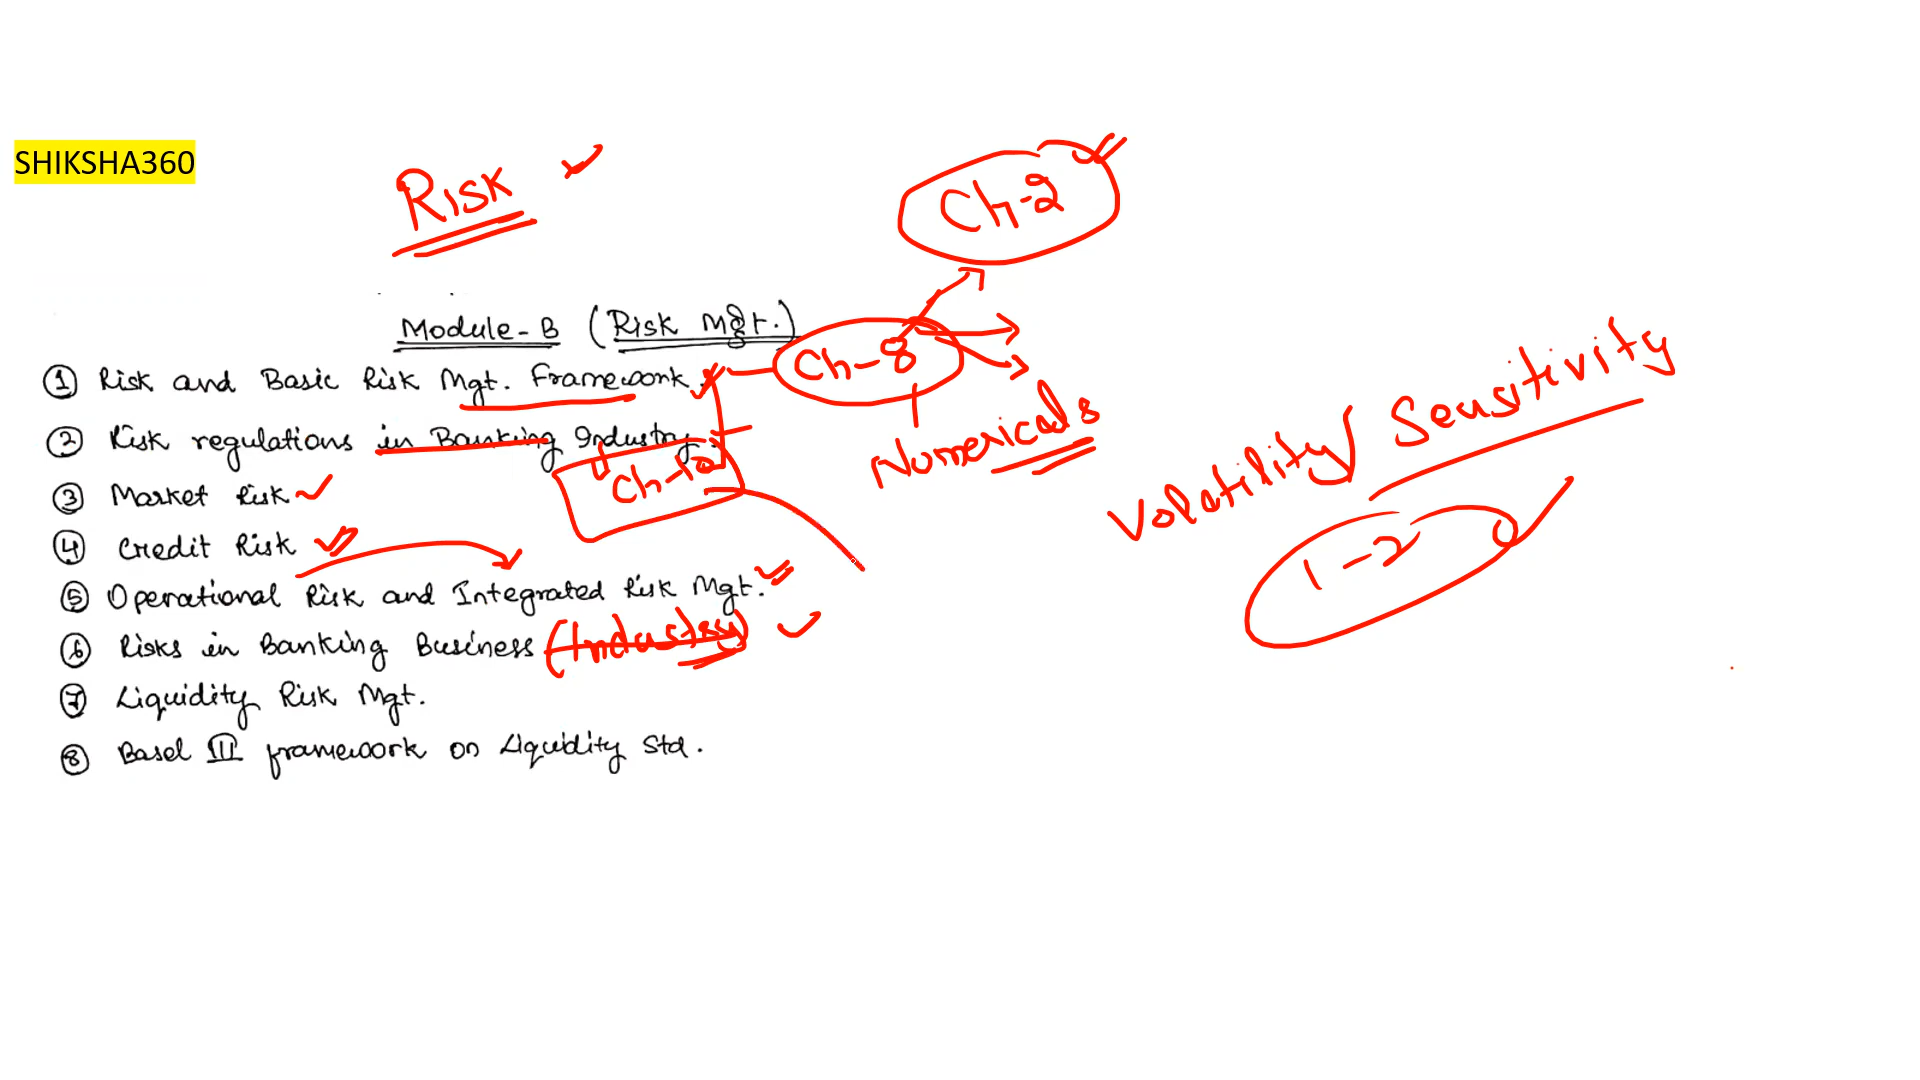 SHIKSHA360
Risk
Ch-2
Module-B (Risk Mgt.)
Ch-8
① Risk and Basic Risk Mgt. Framework.
Numericals
Volatility/Sensitivity
② Risk regulations in Banking Industry.
Ch-10
③ Market Risk
④ Credit Risk
1-2
⑤ Operational Risk and Integrated Risk Mgt.
⑥ Risks in Banking Business (Industry)
⑦ Liquidity Risk Mgt.
⑧ Basel III framework on Liquidity Std.